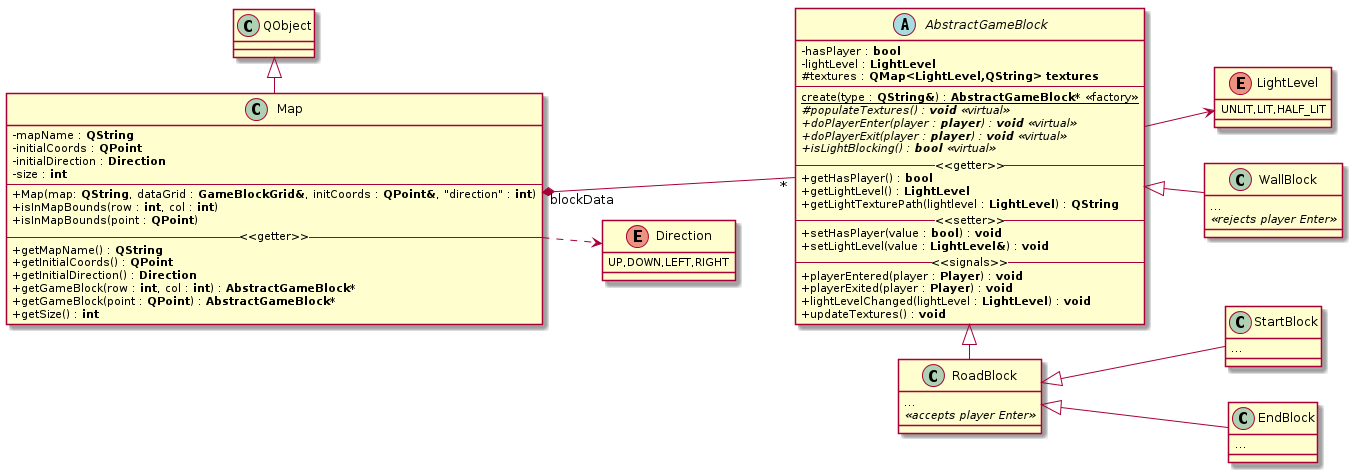 C QObject
C Map
-mapName : QString
-initialCoords : QPoint
-initialDirection : Direction
-size : int
+Map(map: QString, dataGrid : GameBlockGrid&, initCoords : QPoint&, "direction" : int)
+isInMapBounds(row : int, col : int)
+isInMapBounds(point : QPoint)
<<getter>>
+getMapName() : QString
+getInitialCoords() : QPoint
+getInitialDirection() : Direction
+getGameBlock(row : int, col : int) : AbstractGameBlock*
+getGameBlock(point : QPoint) : AbstractGameBlock*
+getSize() : int
blockData
*
E Direction
UP,DOWN,LEFT,RIGHT
A AbstractGameBlock
-hasPlayer : bool
-lightLevel : LightLevel
#textures : QMap<LightLevel,QString> textures
create(type : QString&) : AbstractGameBlock* «factory»
#populateTextures() : void «virtual»
+doPlayerEnter(player : player) : void «virtual»
+doPlayerExit(player : player) : void «virtual»
+isLightBlocking() : bool «virtual»
<<getter>>
+getHasPlayer() : bool
+getLightLevel() : LightLevel
+getLightTexturePath(lightlevel : LightLevel) : QString
<<setter>>
+setHasPlayer(value : bool) : void
+setLightLevel(value : LightLevel&) : void
<<signals>>
+playerEntered(player : Player) : void
+playerExited(player : Player) : void
+lightLevelChanged(lightLevel : LightLevel) : void
+updateTextures() : void
E LightLevel
UNLIT,LIT,HALF_LIT
C WallBlock
...
«rejects player Enter»
C RoadBlock
...
«accepts player Enter»
C StartBlock
...
C EndBlock
...